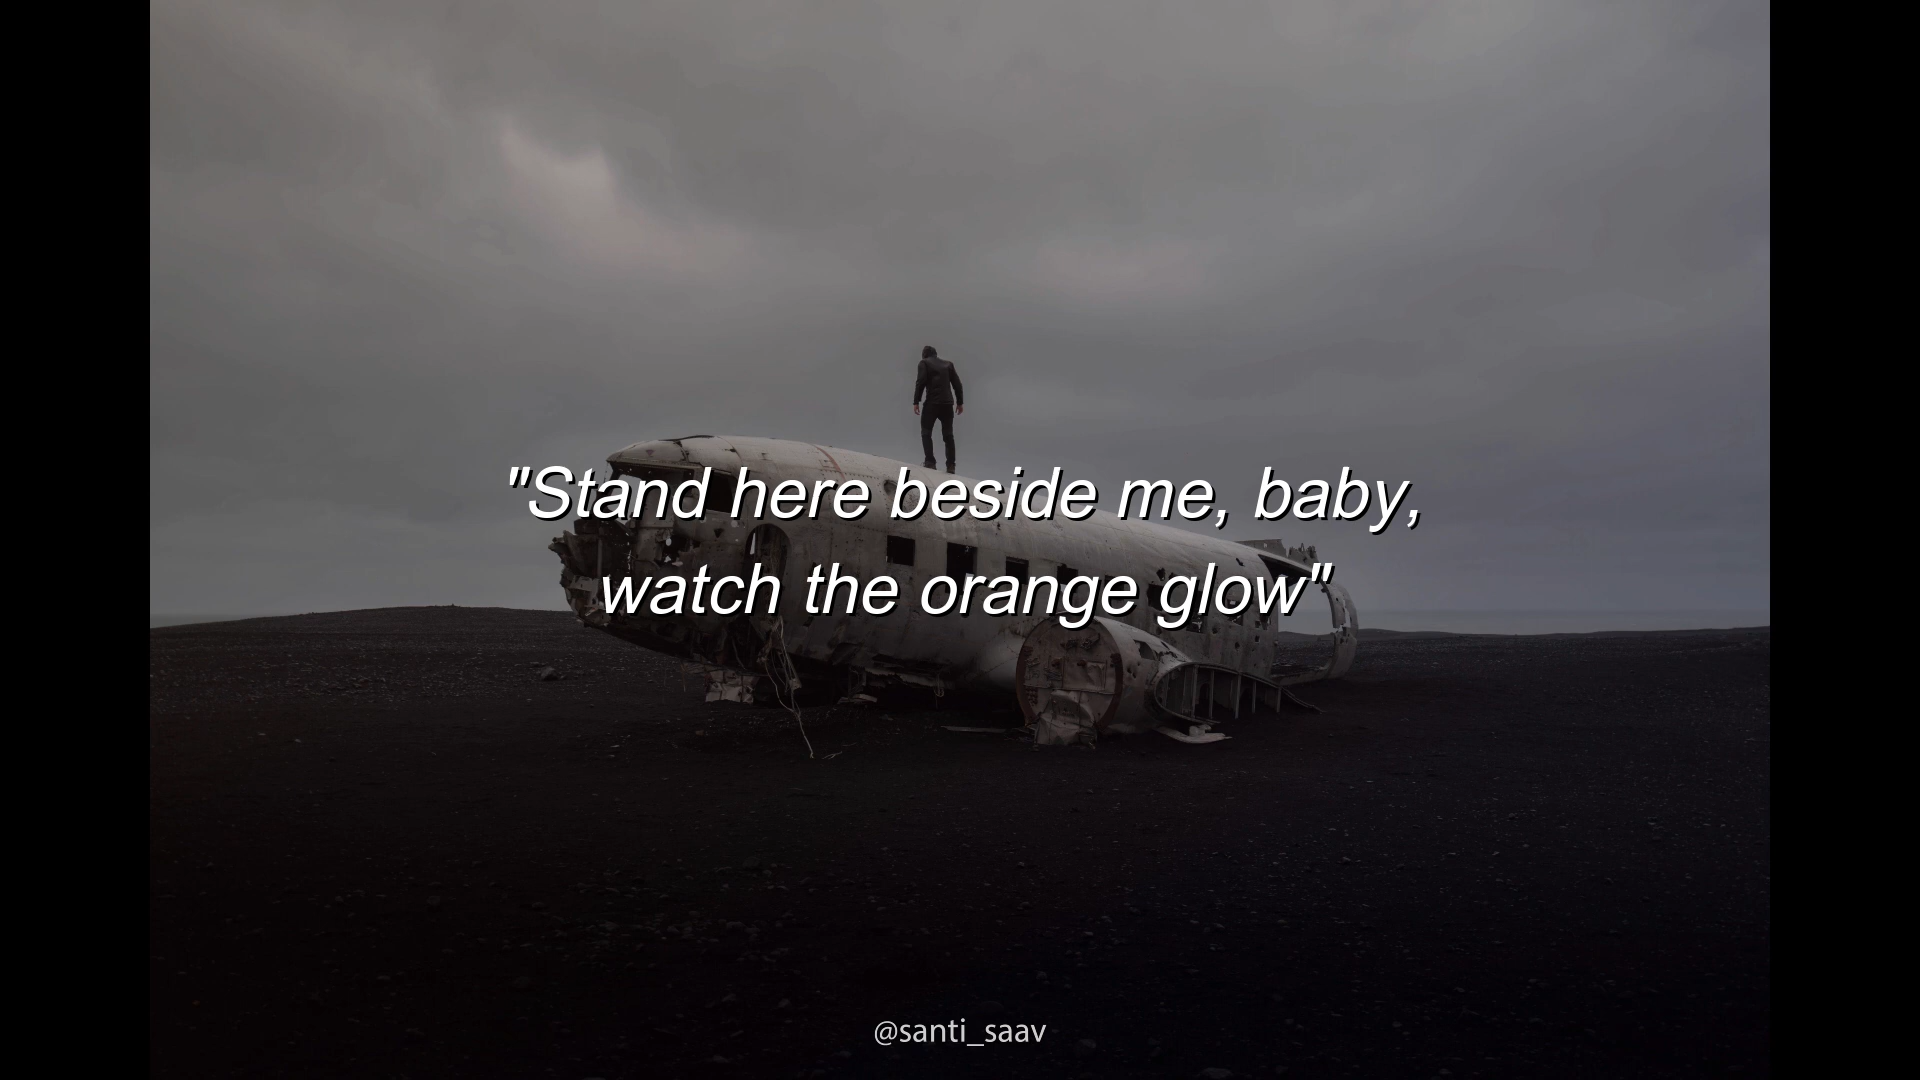 "Stand here beside me, baby,
watch the orange glow"
@santi_saav